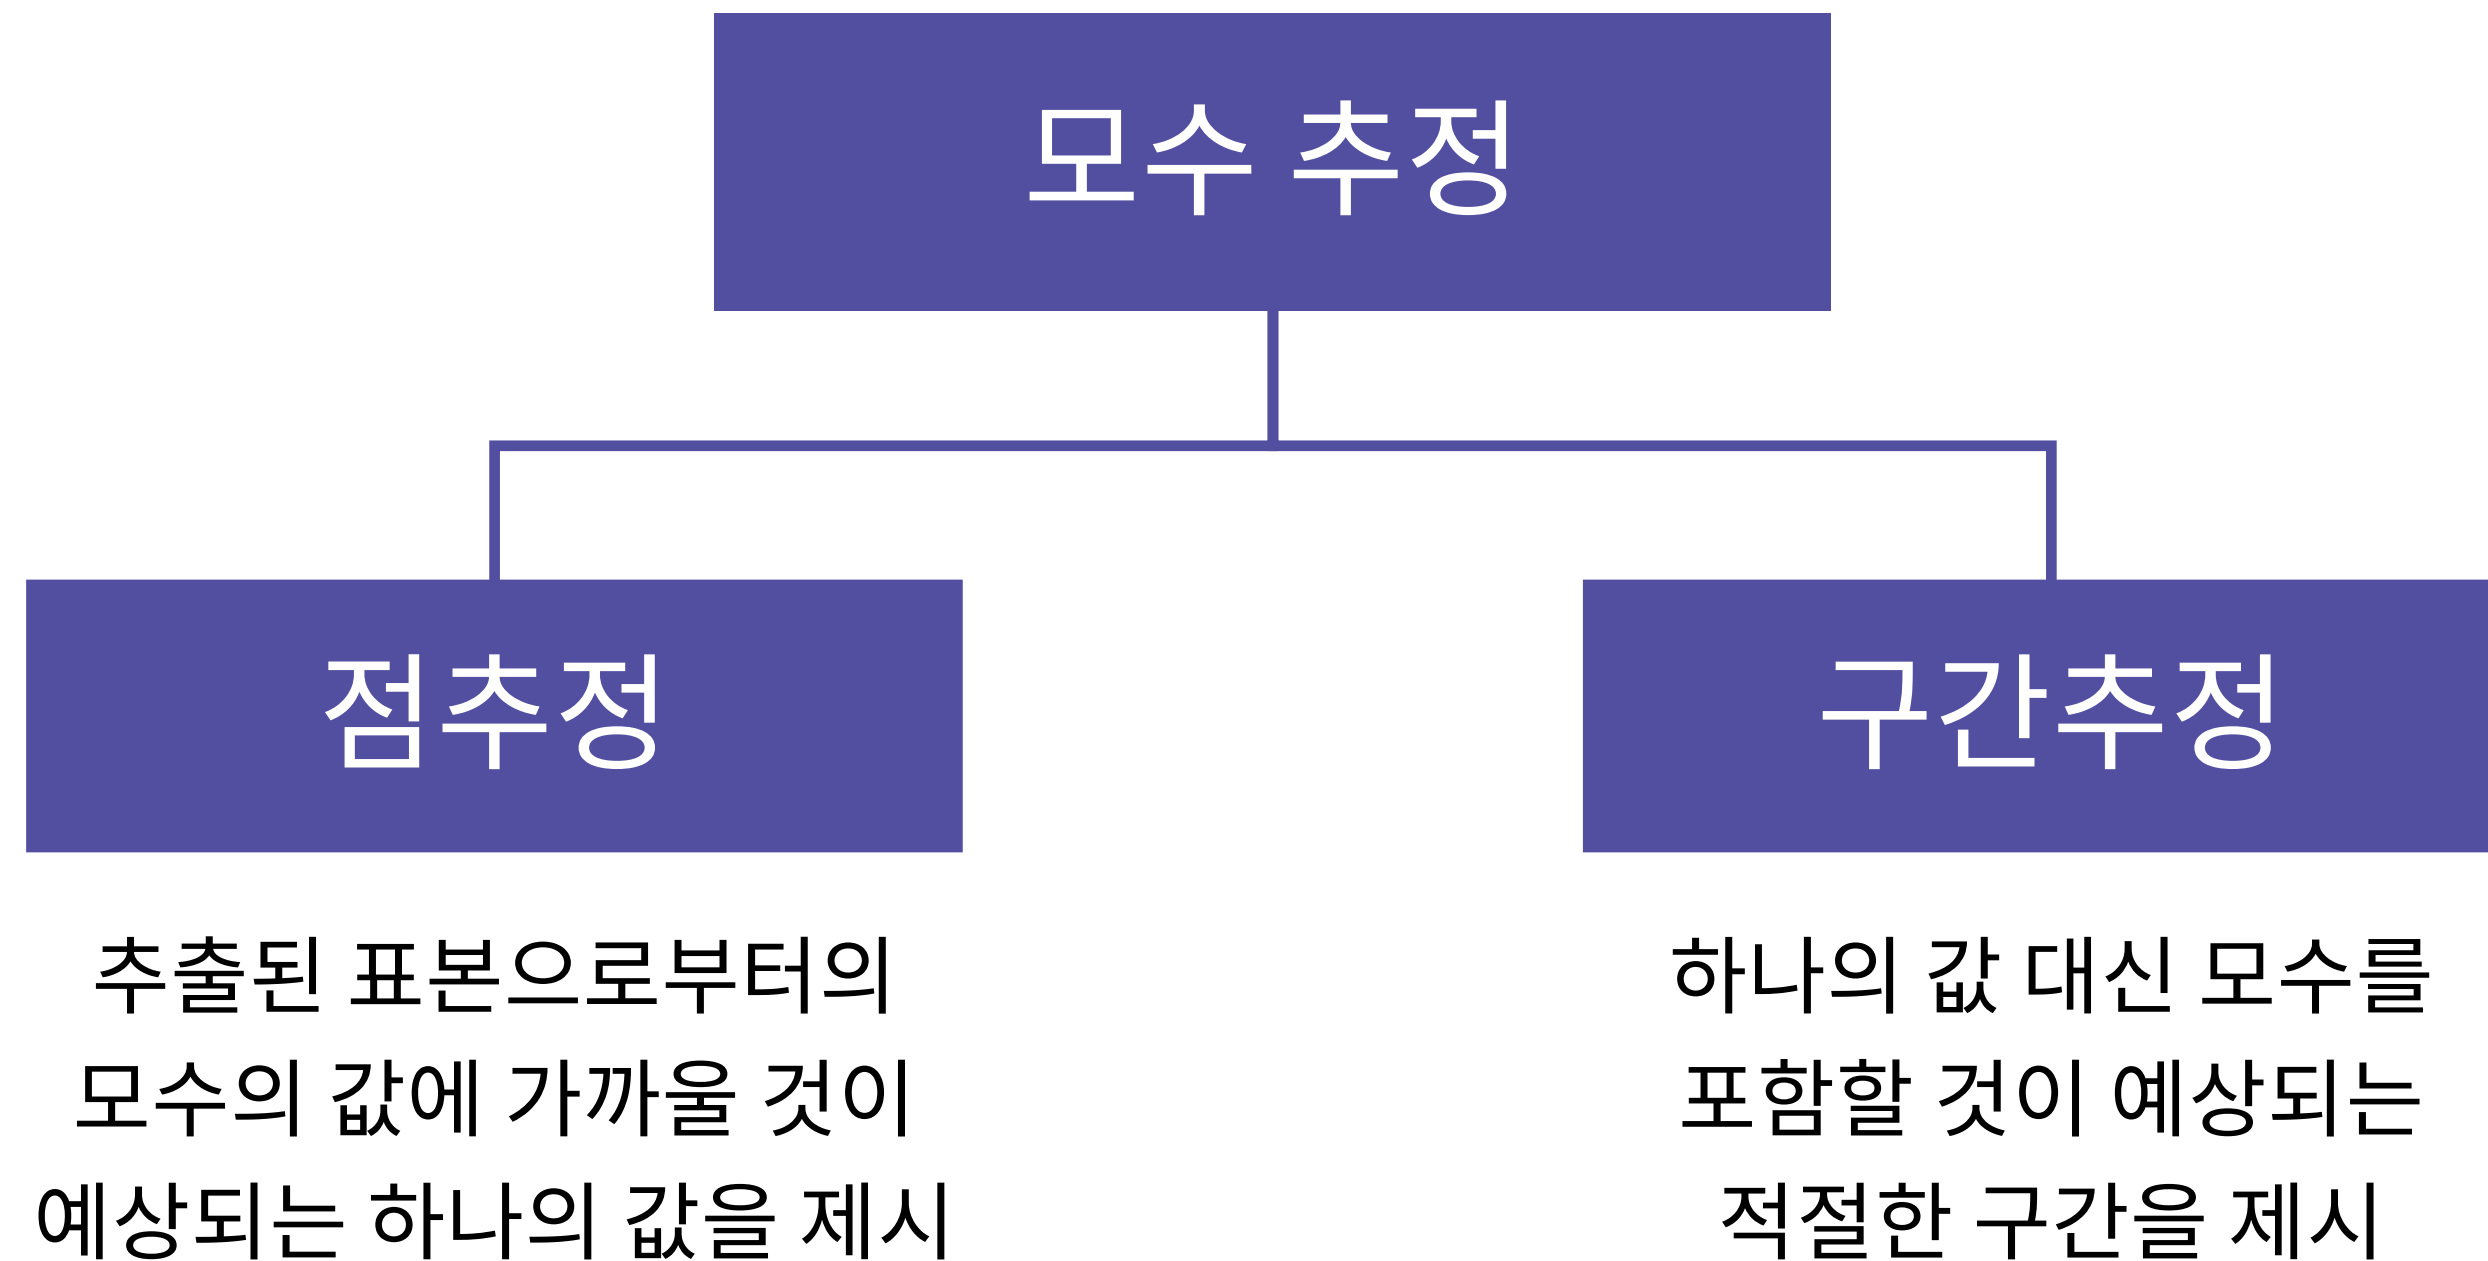 모수 추정
점추정
추출된 표본으로부터의
모수의 값에 가까울 것이
예상되는 하나의 값을 제시
구간추정
하나의 값 대신 모수를
포함할 것이 예상되는
적절한 구간을 제시